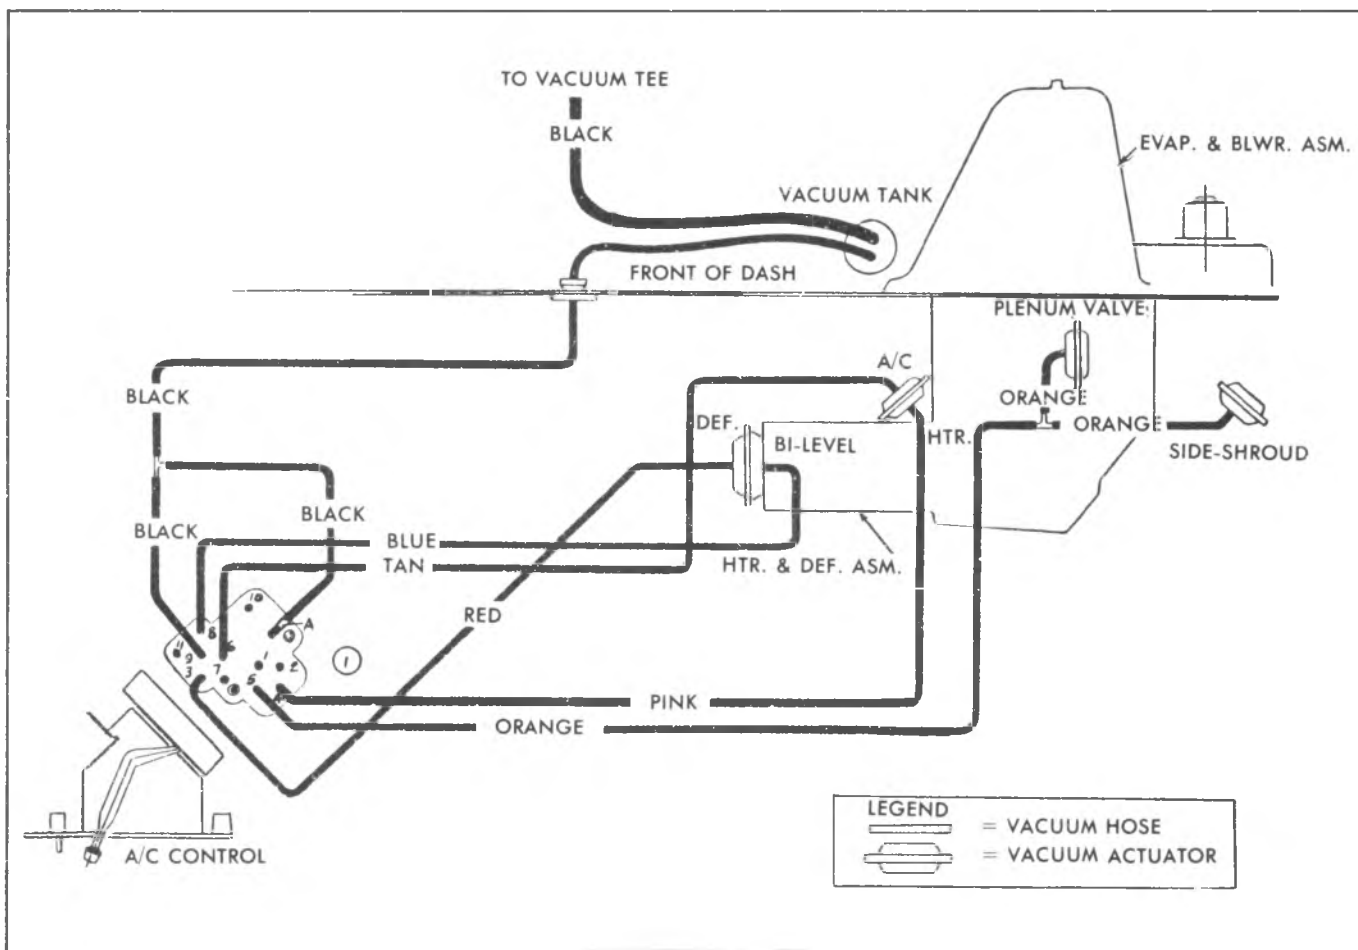 TO VACUUM TEE
BLACK
EVAP. & BLWR. ASM.
VACUUM TANK
FRONT OF DASH
PLENUM VALVE
A/C
BLACK
ORANGE
DEF.
BI-LEVEL
HTR.
ORANGE
SIDE-SHROUD
BLACK
BLACK
BLUE
TAN
HTR. & DEF. ASM.
RED
10
A
8
6
11
9
7
1
2
3
5
1
PINK
ORANGE
A/C CONTROL
LEGEND
= VACUUM HOSE
= VACUUM ACTUATOR